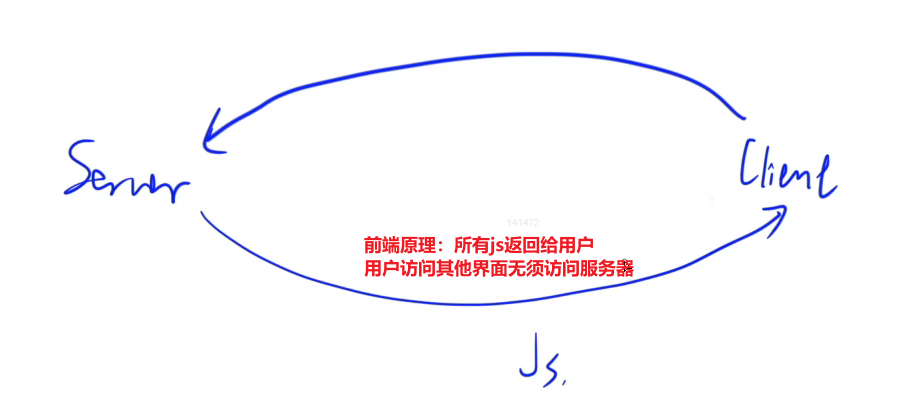 Server
Client
141472
前端原理：所有js返回给用户
用户访问其他界面无须访问服务器
Js.